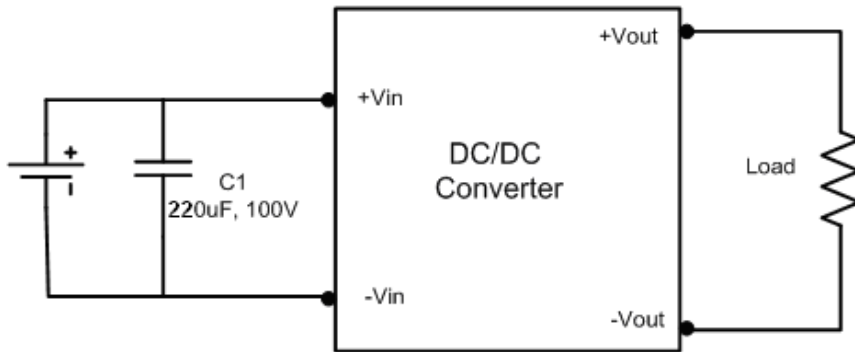 +Vout
+Vin
DC/DC
Converter
Load
+
-
C1
220uF, 100V
-Vin
-Vout